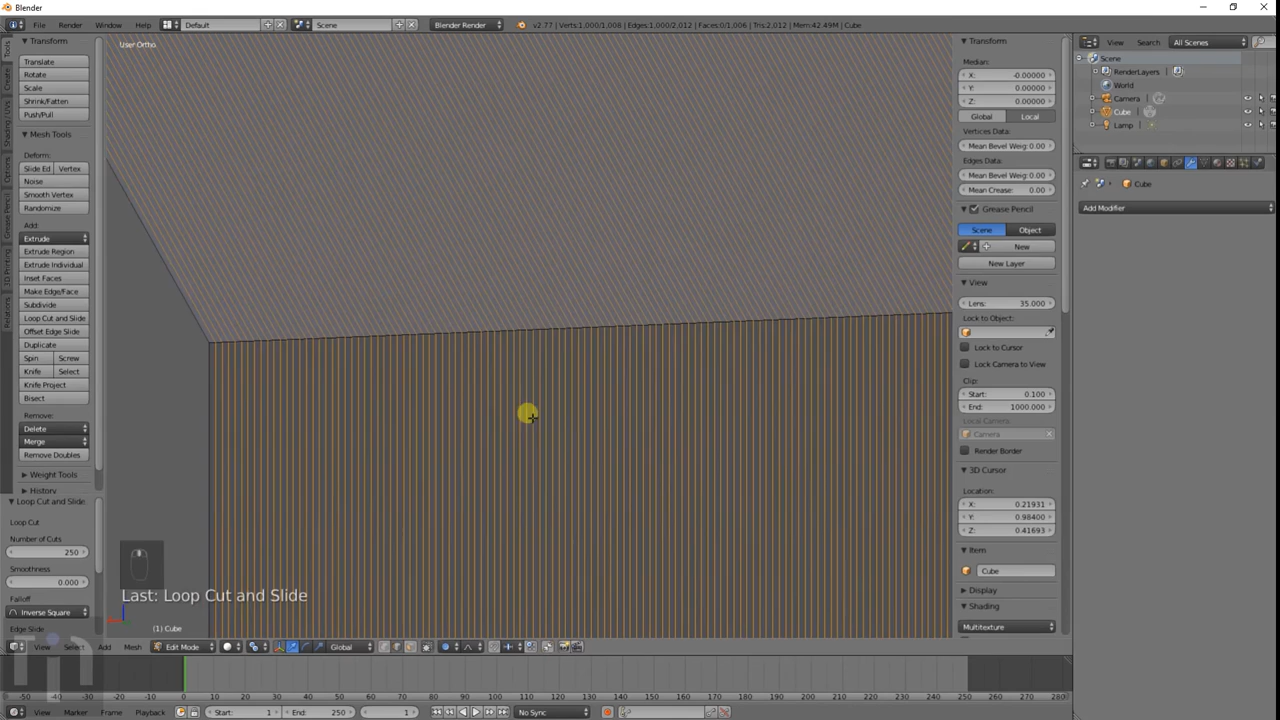 Blender
File Render Window Help Default Scene Blender Render v2.77 | Verts:1,000/1,008 | Edges:1,000/2,012 | Faces:0/1,006 | Tris:2,012 | Mem:42.49M | Cube
Tools
Create
Shading / UVs
Options
Grease Pencil
3D Printing
Relations
Transform
Translate
Rotate
Scale
Shrink/Fatten
Push/Pull
Mesh Tools
Deform:
Slide Ed Vertex
Noise
Smooth Vertex
Randomize
Add:
Extrude
Extrude Region
Extrude Individual
Inset Faces
Make Edge/Face
Subdivide
Loop Cut and Slide
Offset Edge Slide
Duplicate
Spin Screw
Knife Select
Knife Project
Bisect
Remove:
Delete
Merge
Remove Doubles
Weight Tools
History
Loop Cut and Slide
Loop Cut
Number of Cuts
250
Smoothness
0.000
Falloff
Inverse Square
Edge Slide
User Ortho
Last: Loop Cut and Slide
(1) Cube
Transform
Median:
X: -0.00000
Y: 0.00000
Z: 0.00000
Global Local
Vertices Data:
Mean Bevel Weig:0.00
Edges Data:
Mean Bevel Weig:0.00
Mean Crease: 0.00
Grease Pencil
Scene Object
New
New Layer
View
Lens: 35.000
Lock to Object:
Lock to Cursor
Lock Camera to View
Clip:
Start: 0.100
End: 1000.000
Local Camera:
Camera
Render Border
3D Cursor
Location:
X: 0.21931
Y: 0.98400
Z: 0.41693
Item
Cube
Display
Shading
Multitexture
View Search All Scenes
Scene
RenderLayers
World
Camera
Cube
Lamp
Cube
Add Modifier
View Select Add Mesh Edit Mode Global
-50 -40 -30 -20 -10 0 10 20 30 40 50 60 70 80 90 100 110 120 130 140 150 160 170 180 190 200 210 220 230 240 250 260 270 280
View Marker Frame Playback Start: 1 End: 250 1 No Sync